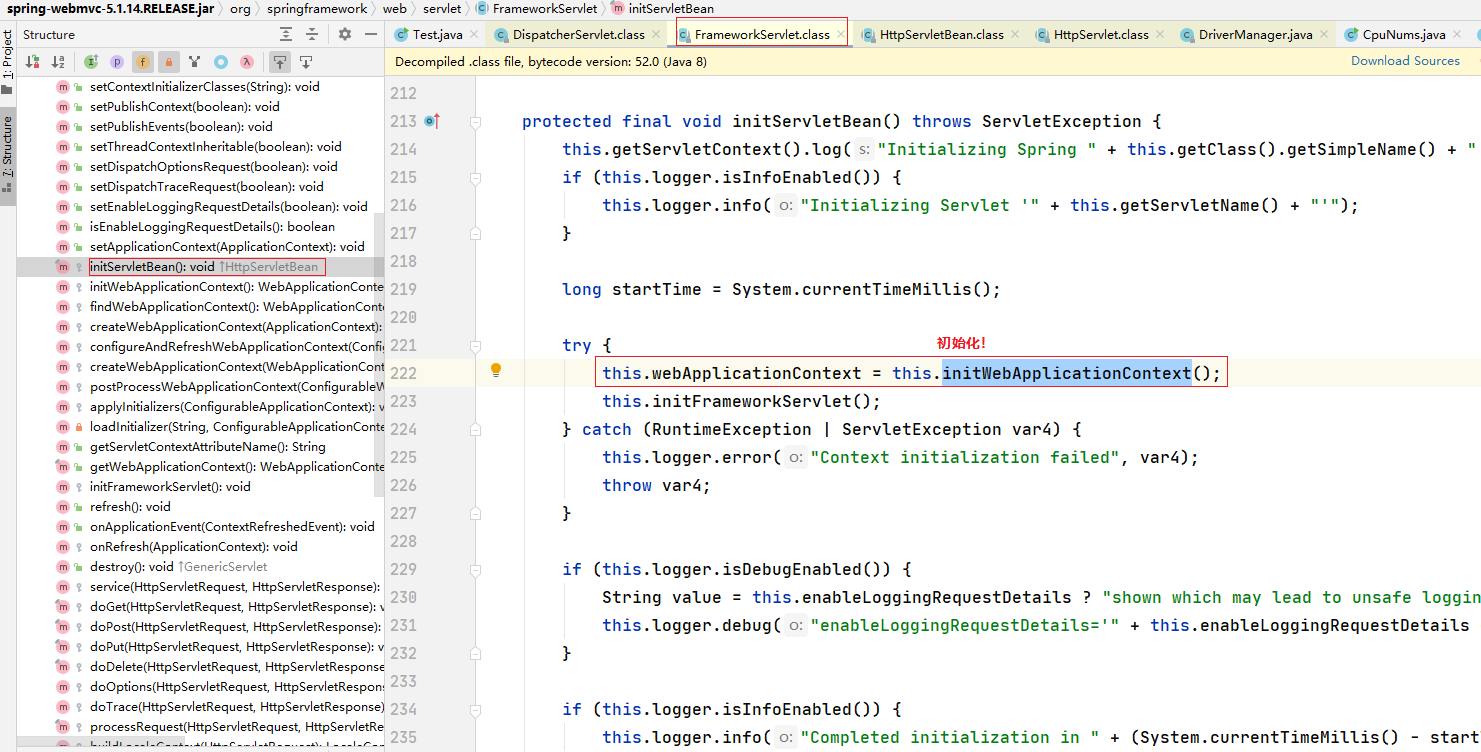 spring-webmvc-5.1.14.RELEASE.jar org springframework web servlet FrameworkServlet initServletBean
1: Project
7: Structure
Structure
Test.java DispatcherServlet.class FrameworkServlet.class HttpServletBean.class HttpServlet.class DriverManager.java CpuNums.java
Decompiled .class file, bytecode version: 52.0 (Java 8) Download Sources
setContextInitializerClasses(String): void
setPublishContext(boolean): void
setPublishEvents(boolean): void
setThreadContextInheritable(boolean): void
setDispatchOptionsRequest(boolean): void
setDispatchTraceRequest(boolean): void
setEnableLoggingRequestDetails(boolean): void
isEnableLoggingRequestDetails(): boolean
setApplicationContext(ApplicationContext): void
initServletBean(): void ↑HttpServletBean
initWebApplicationContext(): WebApplicationConte
findWebApplicationContext(): WebApplicationConte
createWebApplicationContext(ApplicationContext):
configureAndRefreshWebApplicationContext(Config
createWebApplicationContext(WebApplicationCont
postProcessWebApplicationContext(ConfigurableW
applyInitializers(ConfigurableApplicationContext): v
loadInitializer(String, ConfigurableApplicationConte
getServletContextAttributeName(): String
getWebApplicationContext(): WebApplicationConte
initFrameworkServlet(): void
refresh(): void
onApplicationEvent(ContextRefreshedEvent): void
onRefresh(ApplicationContext): void
destroy(): void ↑GenericServlet
service(HttpServletRequest, HttpServletResponse):
doGet(HttpServletRequest, HttpServletResponse): v
doPost(HttpServletRequest, HttpServletResponse):
doPut(HttpServletRequest, HttpServletResponse): v
doDelete(HttpServletRequest, HttpServletResponse
doOptions(HttpServletRequest, HttpServletRespon
doTrace(HttpServletRequest, HttpServletResponse)
processRequest(HttpServletRequest, HttpServletRe
212
213 protected final void initServletBean() throws ServletException {
214 this.getServletContext().log( s: "Initializing Spring " + this.getClass().getSimpleName() + "
215 if (this.logger.isInfoEnabled()) {
216 this.logger.info( o: "Initializing Servlet '" + this.getServletName() + "'");
217 }
218
219 long startTime = System.currentTimeMillis();
220
221 try {
初始化!
222 this.webApplicationContext = this.initWebApplicationContext();
223 this.initFrameworkServlet();
224 } catch (RuntimeException | ServletException var4) {
225 this.logger.error( o: "Context initialization failed", var4);
226 throw var4;
227 }
228
229 if (this.logger.isDebugEnabled()) {
230 String value = this.enableLoggingRequestDetails ? "shown which may lead to unsafe loggin
231 this.logger.debug( o: "enableLoggingRequestDetails='" + this.enableLoggingRequestDetails
232 }
233
234 if (this.logger.isInfoEnabled()) {
235 this.logger.info( o: "Completed initialization in " + (System.currentTimeMillis() - start